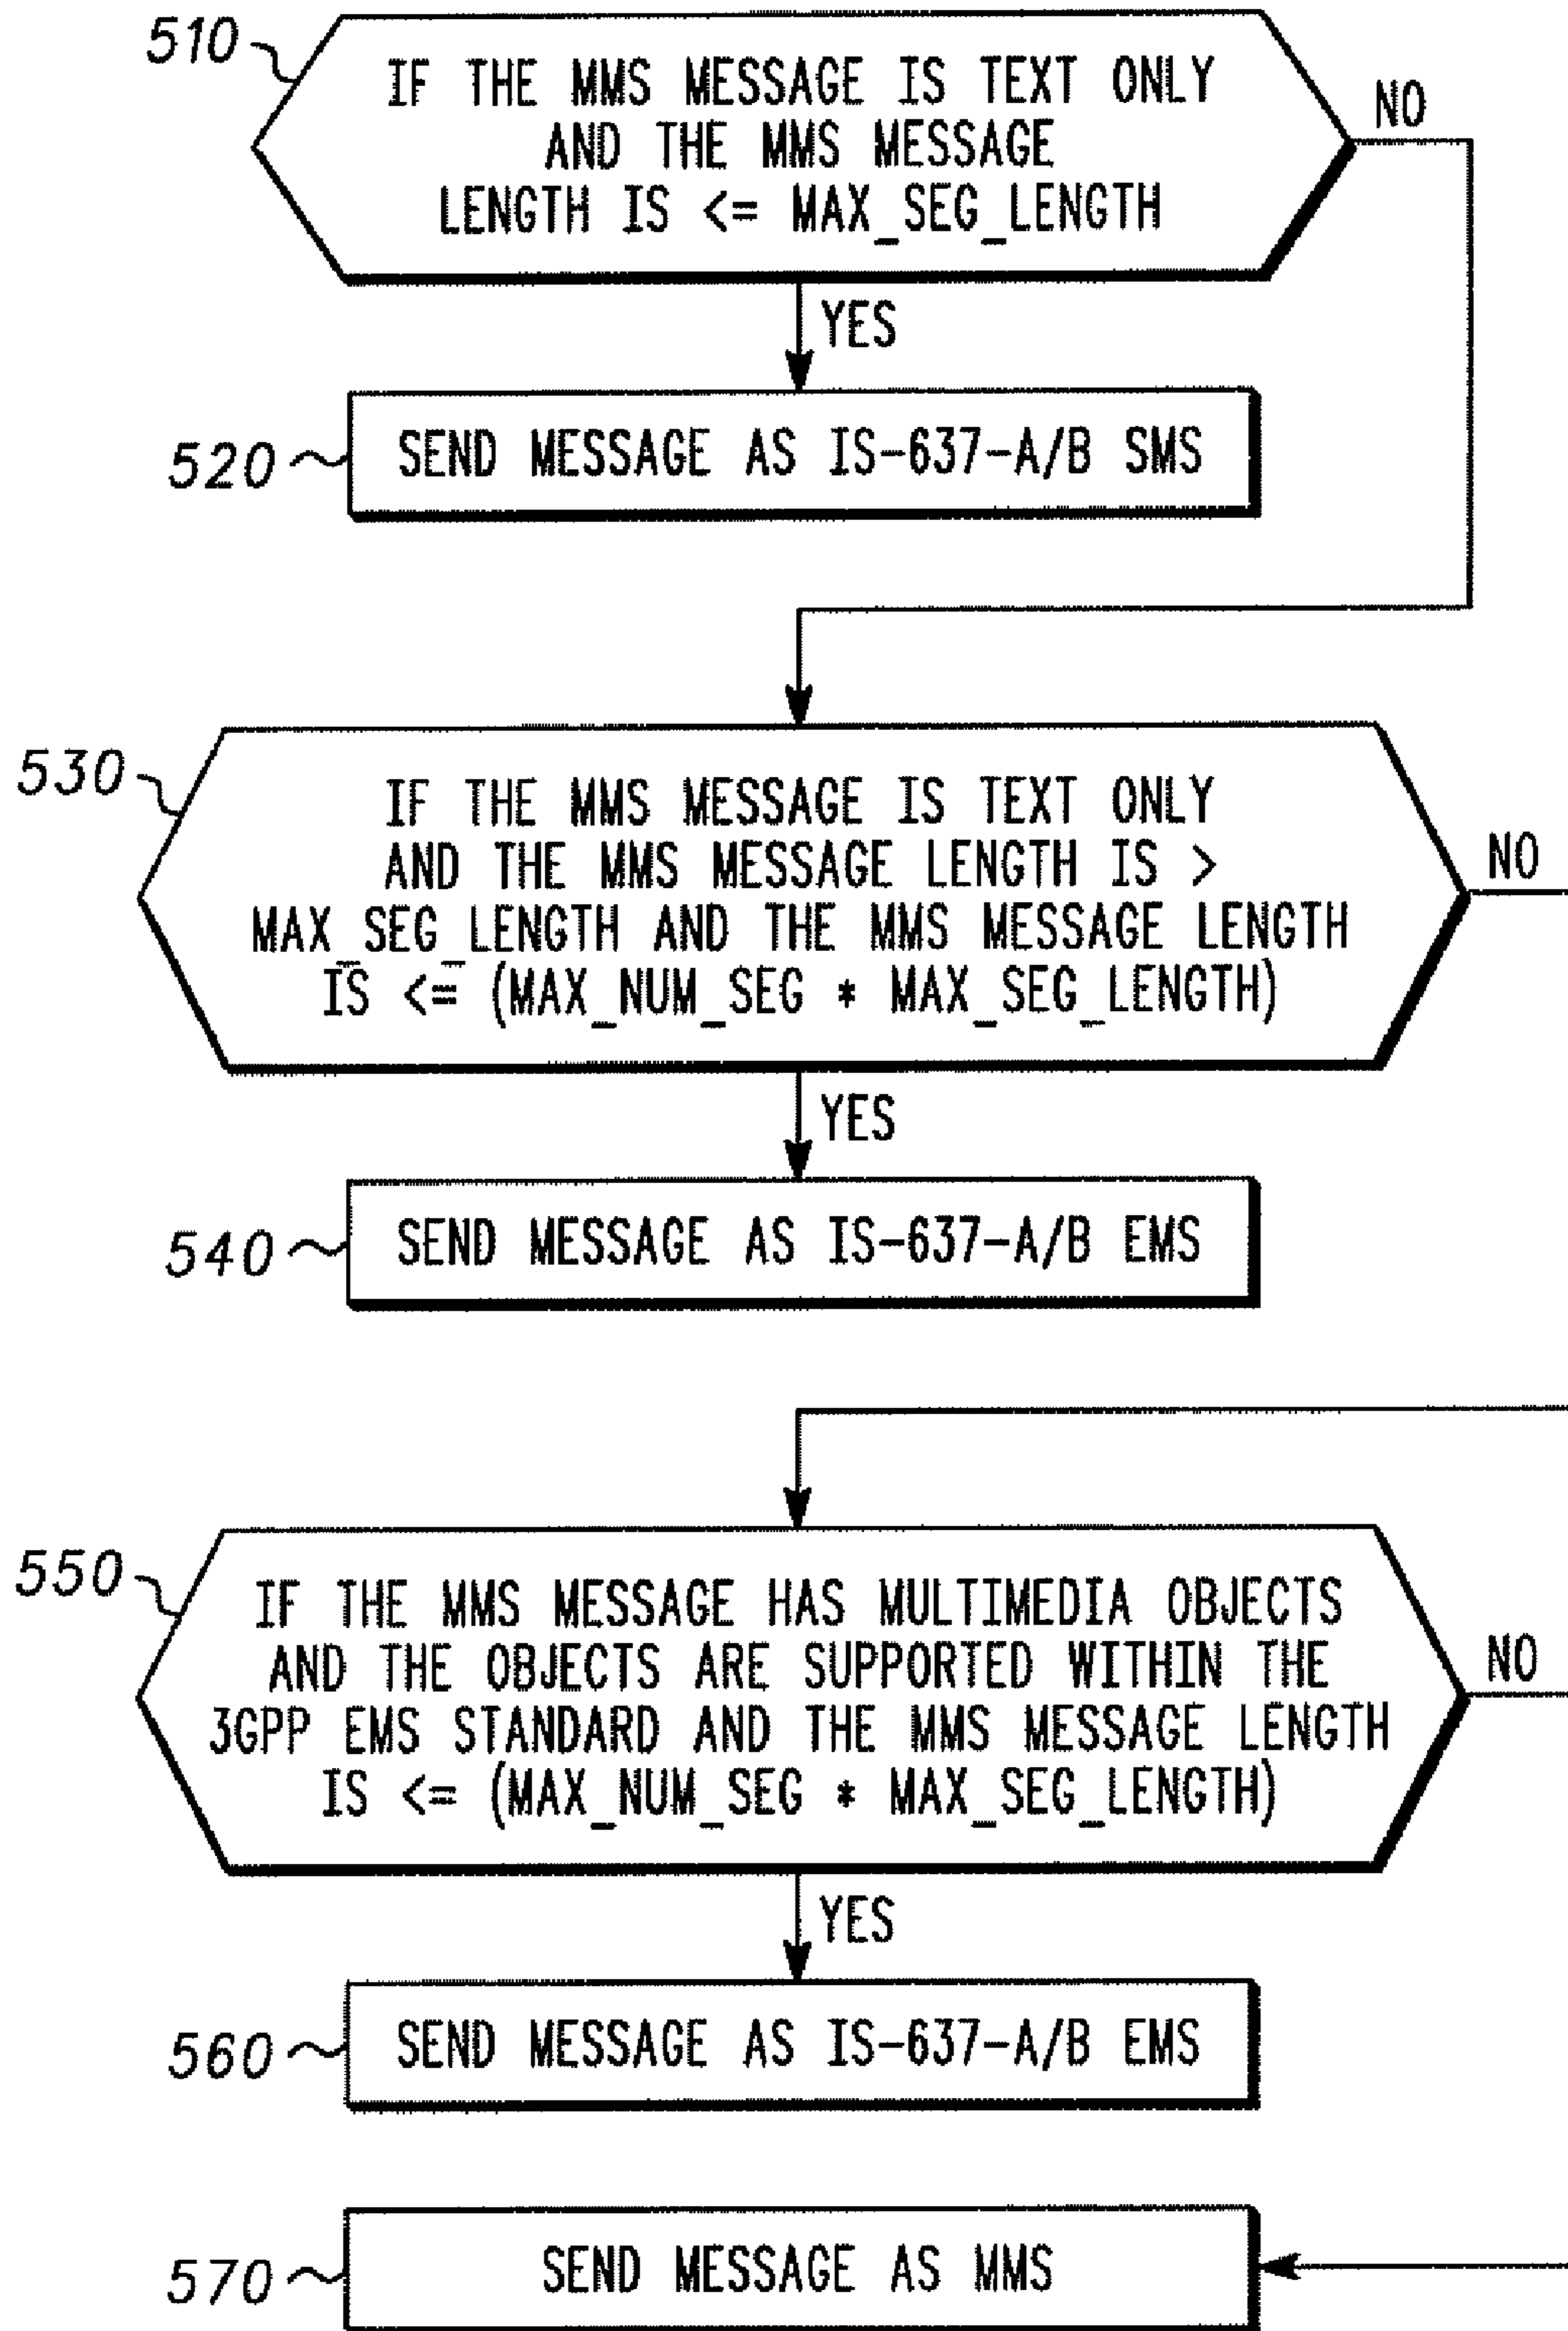 510
IF THE MMS MESSAGE IS TEXT ONLY
AND THE MMS MESSAGE
LENGTH IS <= MAX_SEG_LENGTH
NO
YES
520
SEND MESSAGE AS IS-637-A/B SMS
530
IF THE MMS MESSAGE IS TEXT ONLY
AND THE MMS MESSAGE LENGTH IS >
MAX_SEG_LENGTH AND THE MMS MESSAGE LENGTH
IS <= (MAX_NUM_SEG * MAX_SEG_LENGTH)
NO
YES
540
SEND MESSAGE AS IS-637-A/B EMS
550
IF THE MMS MESSAGE HAS MULTIMEDIA OBJECTS
AND THE OBJECTS ARE SUPPORTED WITHIN THE
3GPP EMS STANDARD AND THE MMS MESSAGE LENGTH
IS <= (MAX_NUM_SEG * MAX_SEG_LENGTH)
NO
YES
560
SEND MESSAGE AS IS-637-A/B EMS
570
SEND MESSAGE AS MMS